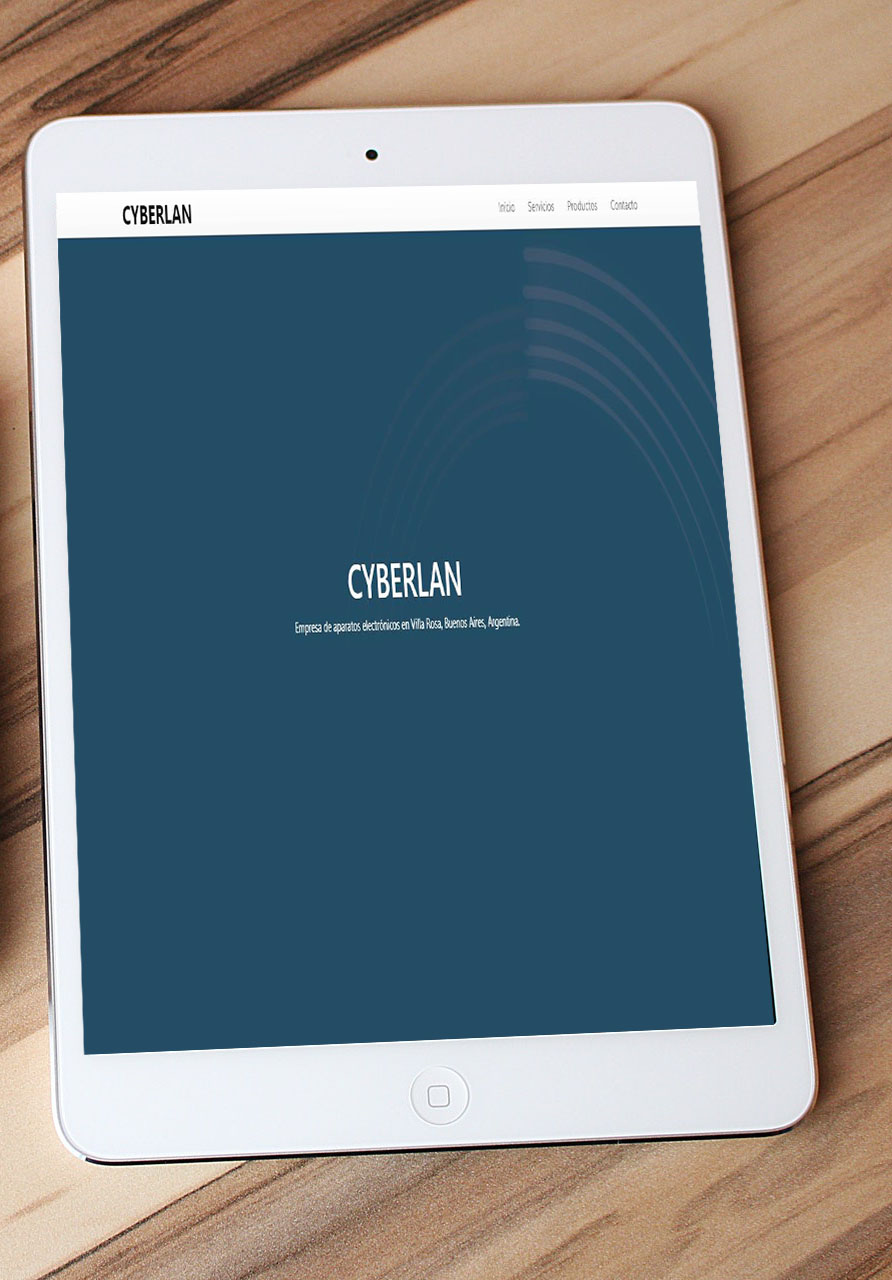 CYBERLAN
Inicio Servicios Productos Contacto
CYBERLAN
Empresa de aparatos electrónicos en Villa Rosa, Buenos Aires, Argentina.